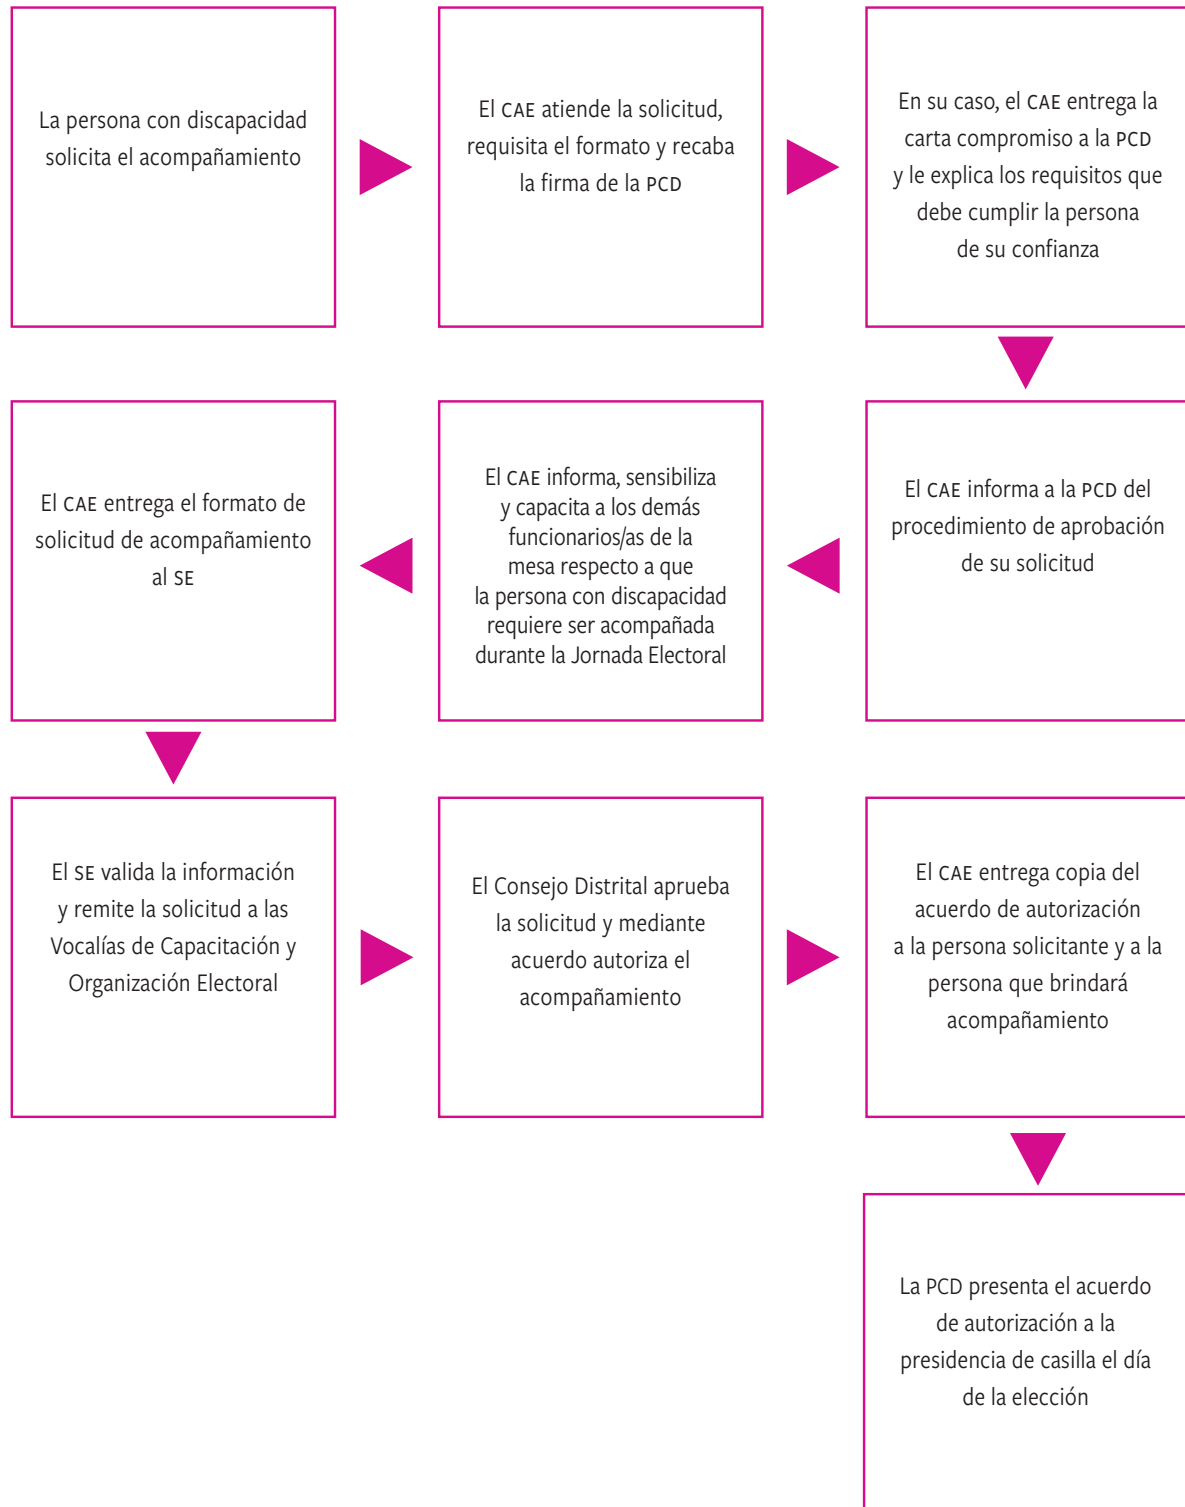 La persona con discapacidad
solicita el acompañamiento
El CAE atiende la solicitud,
requisita el formato y recaba
la firma de la PCD
En su caso, el CAE entrega la
carta compromiso a la PCD
y le explica los requisitos que
debe cumplir la persona
de su confianza
El CAE informa a la PCD del
procedimiento de aprobación
de su solicitud
El CAE informa, sensibiliza
y capacita a los demás
funcionarios/as de la
mesa respecto a que
la persona con discapacidad
requiere ser acompañada
durante la Jornada Electoral
El CAE entrega el formato de
solicitud de acompañamiento
al SE
El SE valida la información
y remite la solicitud a las
Vocalías de Capacitación y
Organización Electoral
El Consejo Distrital aprueba
la solicitud y mediante
acuerdo autoriza el
acompañamiento
El CAE entrega copia del
acuerdo de autorización
a la persona solicitante y a la
persona que brindará
acompañamiento
La PCD presenta el acuerdo
de autorización a la
presidencia de casilla el día
de la elección